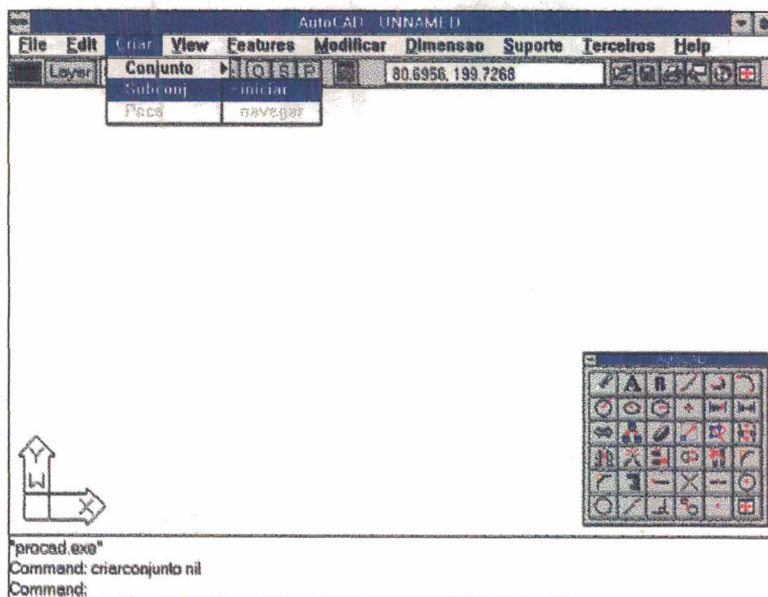 AutoCAD - UNNAMED
File Edit Criar View Features Modificar Dimensao Suporte Terceiros Help
Layer O S P 80.6956, 199.7268
Conjunto
Subconj iniciar
Peca navegar
AutoCAD
A R
Y
W
X
"procad.exe"
Command: criarconjunto nil
Command: